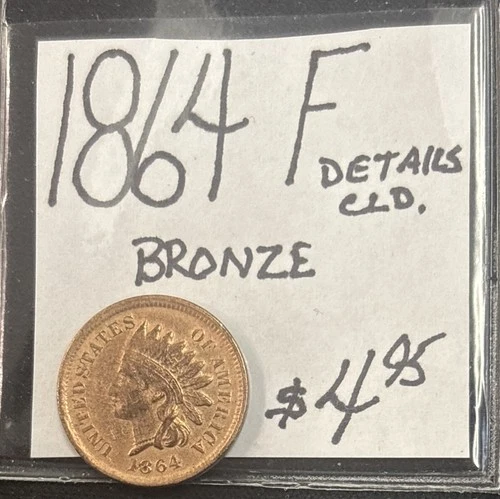 1864 F
DETAILS
CLD.
BRONZE
$4.95
UNITED STATES OF AMERICA
1864